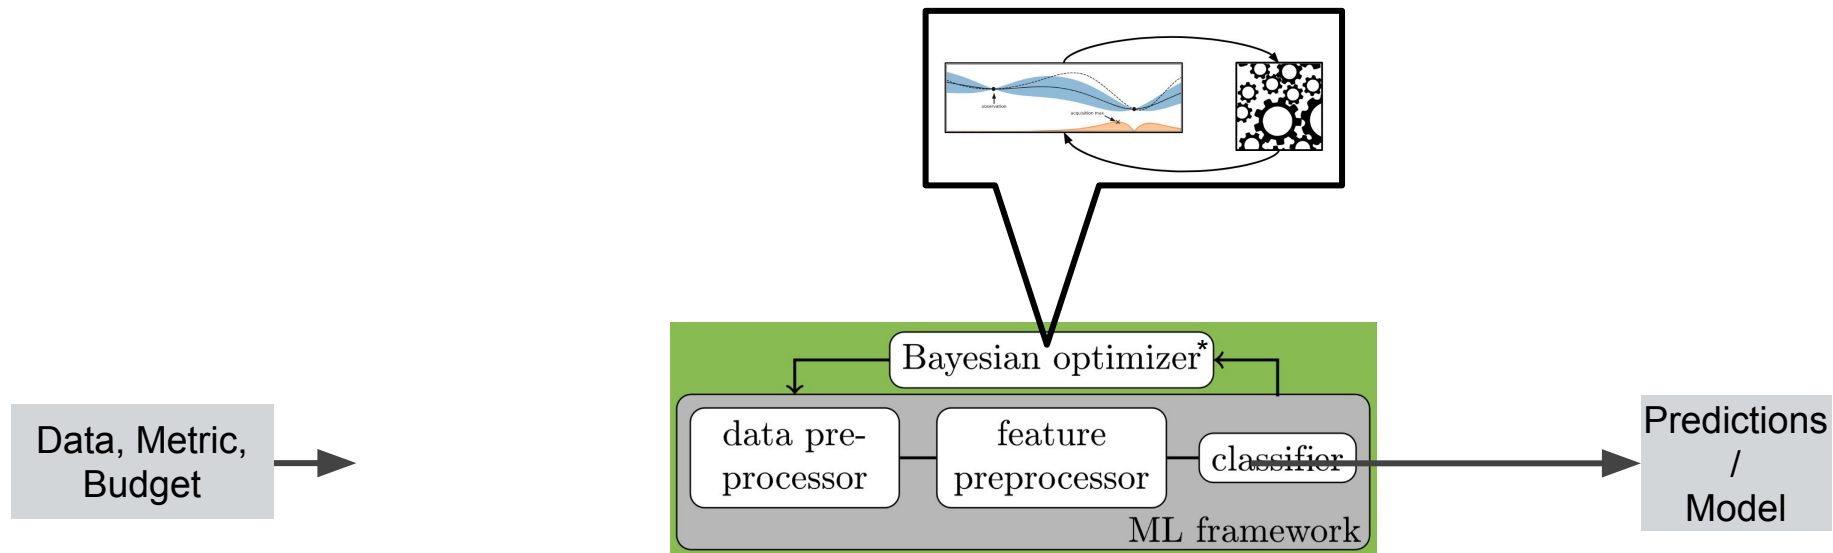 observation
acquisition max
Bayesian optimizer*
data pre-
processor
feature
preprocessor
classifier
ML framework
Data, Metric,
Budget
Predictions
/
Model